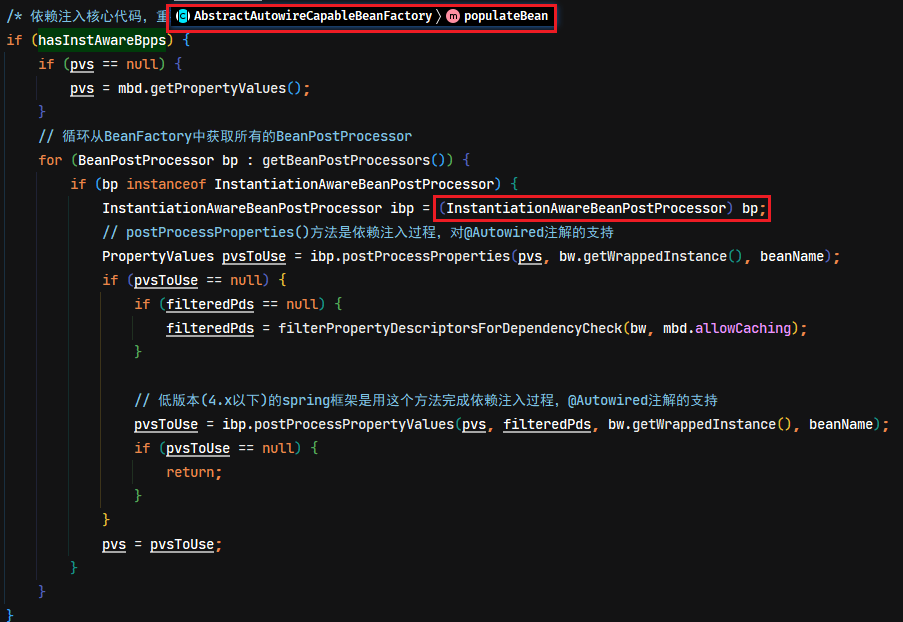 /* 依赖注入核心代码，重
AbstractAutowireCapableBeanFactory 〉 m populateBean
if (hasInstAwareBpps) {
if (pvs == null) {
pvs = mbd.getPropertyValues();
}
// 循环从BeanFactory中获取所有的BeanPostProcessor
for (BeanPostProcessor bp : getBeanPostProcessors()) {
if (bp instanceof InstantiationAwareBeanPostProcessor) {
InstantiationAwareBeanPostProcessor ibp = (InstantiationAwareBeanPostProcessor) bp;
// postProcessProperties()方法是依赖注入过程，对@Autowired注解的支持
PropertyValues pvsToUse = ibp.postProcessProperties(pvs, bw.getWrappedInstance(), beanName);
if (pvsToUse == null) {
if (filteredPds == null) {
filteredPds = filterPropertyDescriptorsForDependencyCheck(bw, mbd.allowCaching);
}
// 低版本(4.x以下)的spring框架是用这个方法完成依赖注入过程，@Autowired注解的支持
pvsToUse = ibp.postProcessPropertyValues(pvs, filteredPds, bw.getWrappedInstance(), beanName);
if (pvsToUse == null) {
return;
}
}
pvs = pvsToUse;
}
}
}